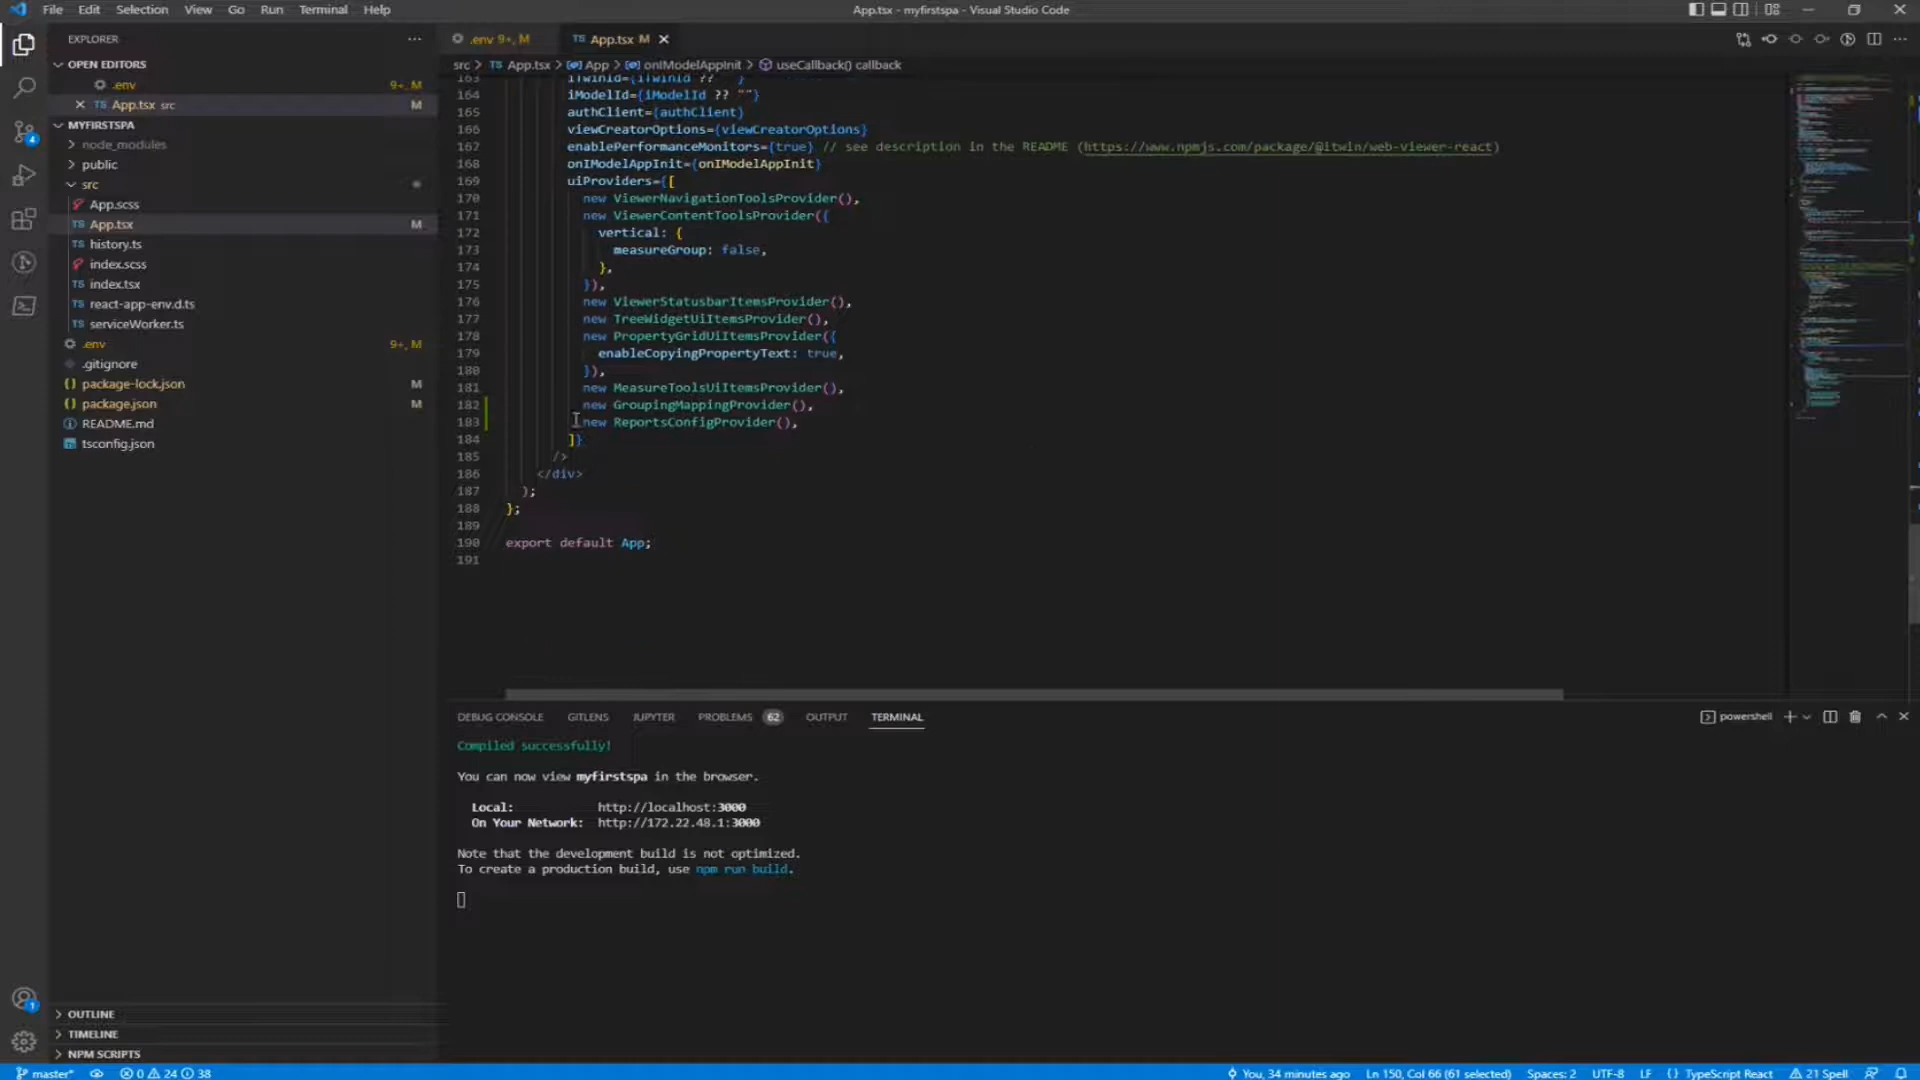 File Edit Selection View Go Run Terminal Help
App.tsx - myfirstspa - Visual Studio Code
EXPLORER
OPEN EDITORS
.env 9+, M
App.tsx src M
MYFIRSTSPA
node_modules
public
src
App.scss
App.tsx M
history.ts
index.scss
index.tsx
react-app-env.d.ts
serviceWorker.ts
.env 9+, M
.gitignore
package-lock.json M
package.json M
README.md
tsconfig.json
OUTLINE
TIMELINE
NPM SCRIPTS
.env 9+, M
App.tsx M
src > App.tsx > App > onIModelAppInit > useCallback() callback
163 iTwinId={iTwinId ?? ""}
164 iModelId={iModelId ?? ""}
165 authClient={authClient}
166 viewCreatorOptions={viewCreatorOptions}
167 enablePerformanceMonitors={true} // see description in the README (https://www.npmjs.com/package/@itwin/web-viewer-react)
168 onIModelAppInit={onIModelAppInit}
169 uiProviders={[
170 new ViewerNavigationToolsProvider(),
171 new ViewerContentToolsProvider({
172 vertical: {
173 measureGroup: false,
174 },
175 }),
176 new ViewerStatusbarItemsProvider(),
177 new TreeWidgetUiItemsProvider(),
178 new PropertyGridUiItemsProvider({
179 enableCopyingPropertyText: true,
180 }),
181 new MeasureToolsUiItemsProvider(),
182 new GroupingMappingProvider(),
183 new ReportsConfigProvider(),
184 ]}
185 />
186 </div>
187 );
188 };
189
190 export default App;
191
DEBUG CONSOLE GITLENS JUPYTER PROBLEMS 62 OUTPUT TERMINAL
powershell
Compiled successfully!
You can now view myfirstspa in the browser.
Local: http://localhost:3000
On Your Network: http://172.22.48.1:3000
Note that the development build is not optimized.
To create a production build, use npm run build.
4
1
master* 0 24 38
You, 34 minutes ago Ln 150, Col 66 (61 selected) Spaces: 2 UTF-8 LF {} TypeScript React 21 Spell